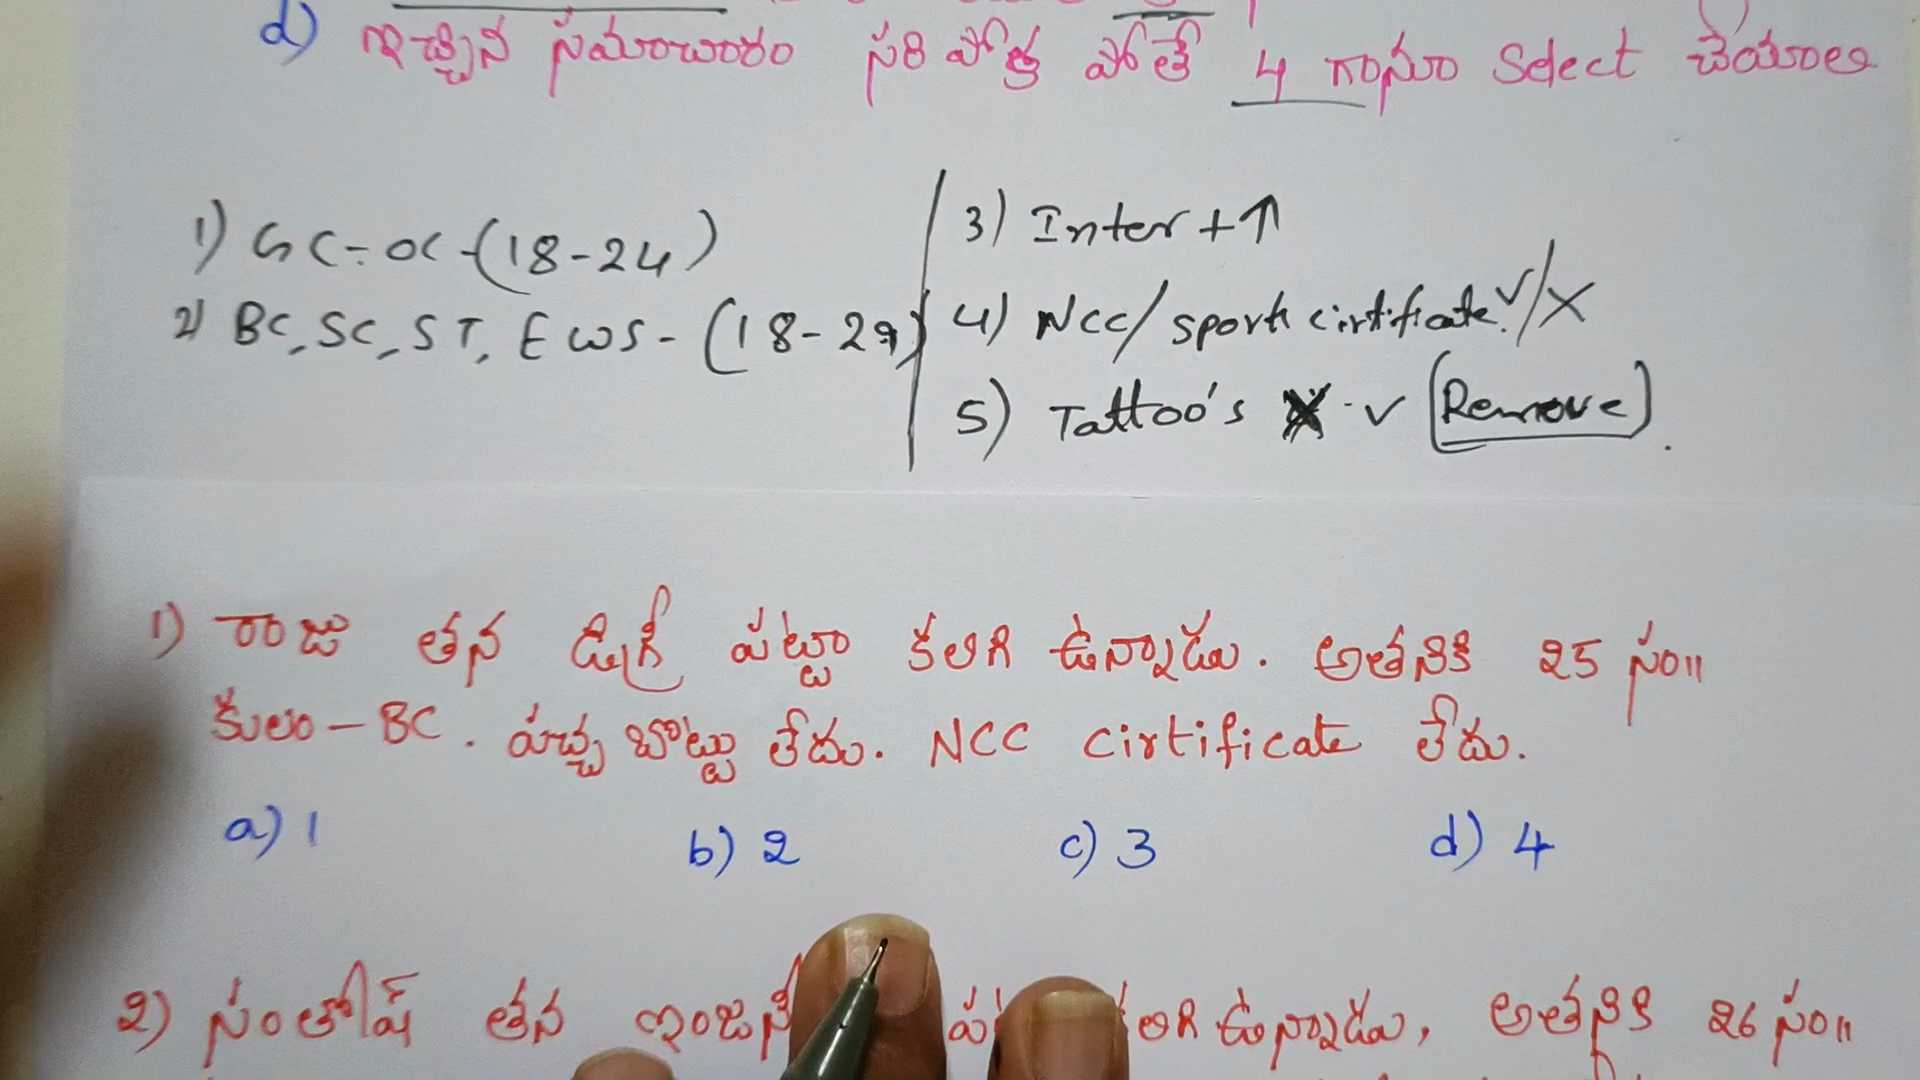 d) ఇచ్చిన సమాచారం సరి పోక పోతే 4 గాను Select చేయాలి
1) GC-OC-(18-24)
2) BC, SC, ST, EWS-(18-29)
3) Inter+↑
4) NCC/sports cirtificate ✓/X
5) Tattoo's X ✓ (Remove).
1) రాజు తన డిగ్రీ పట్టా కలిగి ఉన్నాడు. అతనికి 25 సం॥
కులం-BC. పచ్చ బొట్టు లేదు. NCC Cirtificate లేదు.
a) 1 b) 2 c) 3 d) 4
2) సంతోష్ తన కలిగి ఉన్నాడు, అతనికి 26 సం॥